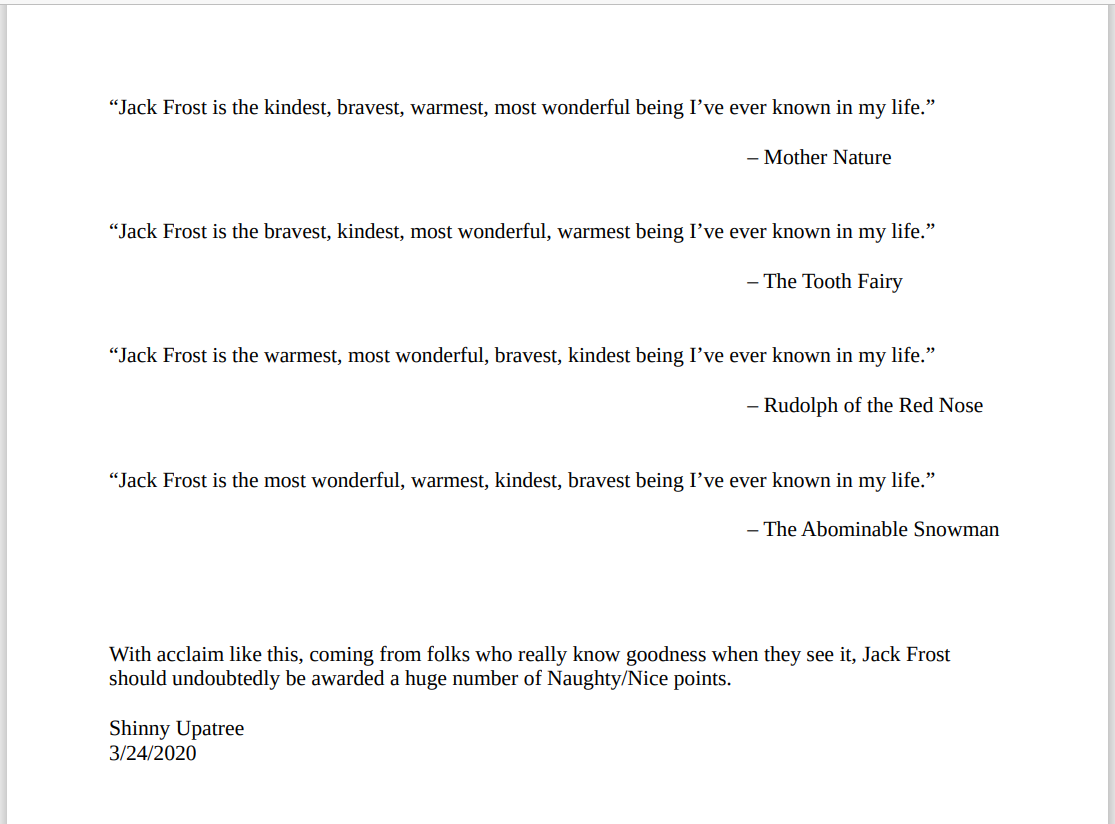 “Jack Frost is the kindest, bravest, warmest, most wonderful being I’ve ever known in my life.”
– Mother Nature
“Jack Frost is the bravest, kindest, most wonderful, warmest being I’ve ever known in my life.”
– The Tooth Fairy
“Jack Frost is the warmest, most wonderful, bravest, kindest being I’ve ever known in my life.”
– Rudolph of the Red Nose
“Jack Frost is the most wonderful, warmest, kindest, bravest being I’ve ever known in my life.”
– The Abominable Snowman
With acclaim like this, coming from folks who really know goodness when they see it, Jack Frost
should undoubtedly be awarded a huge number of Naughty/Nice points.
Shinny Upatree
3/24/2020